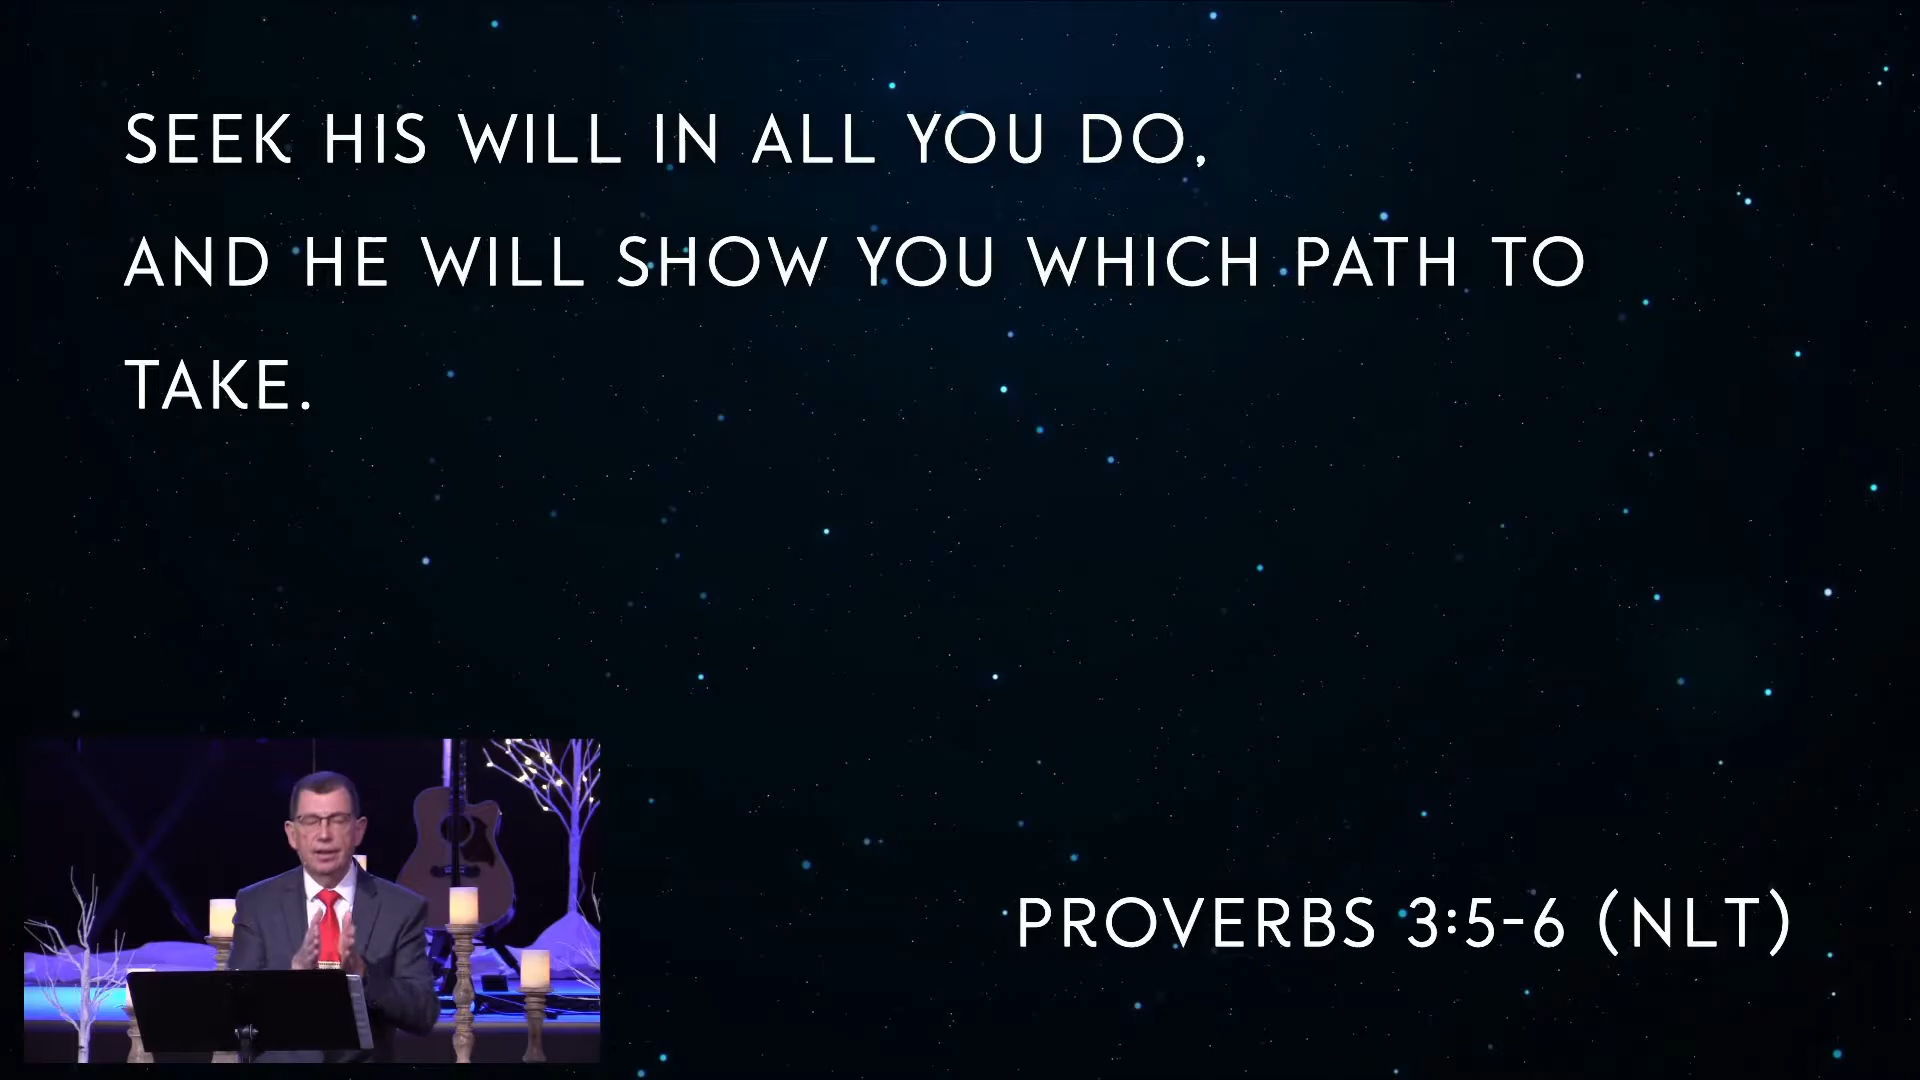 SEEK HIS WILL IN ALL YOU DO,
AND HE WILL SHOW YOU WHICH PATH TO
TAKE.
PROVERBS 3:5-6 (NLT)